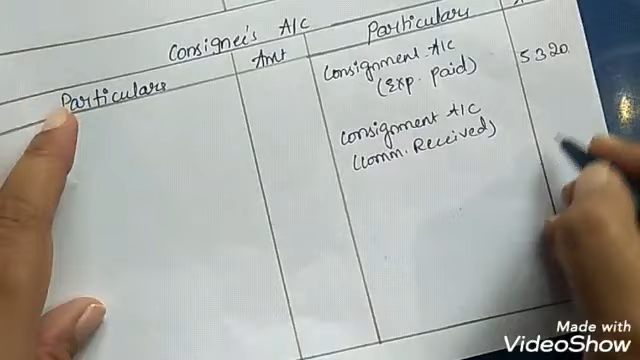 Consignee's A/C
Particulars
Amt
Particulars
Consignment A/C
(Exp. paid)
5320
Consignment A/C
(Comm. Received)
Made with
VideoShow